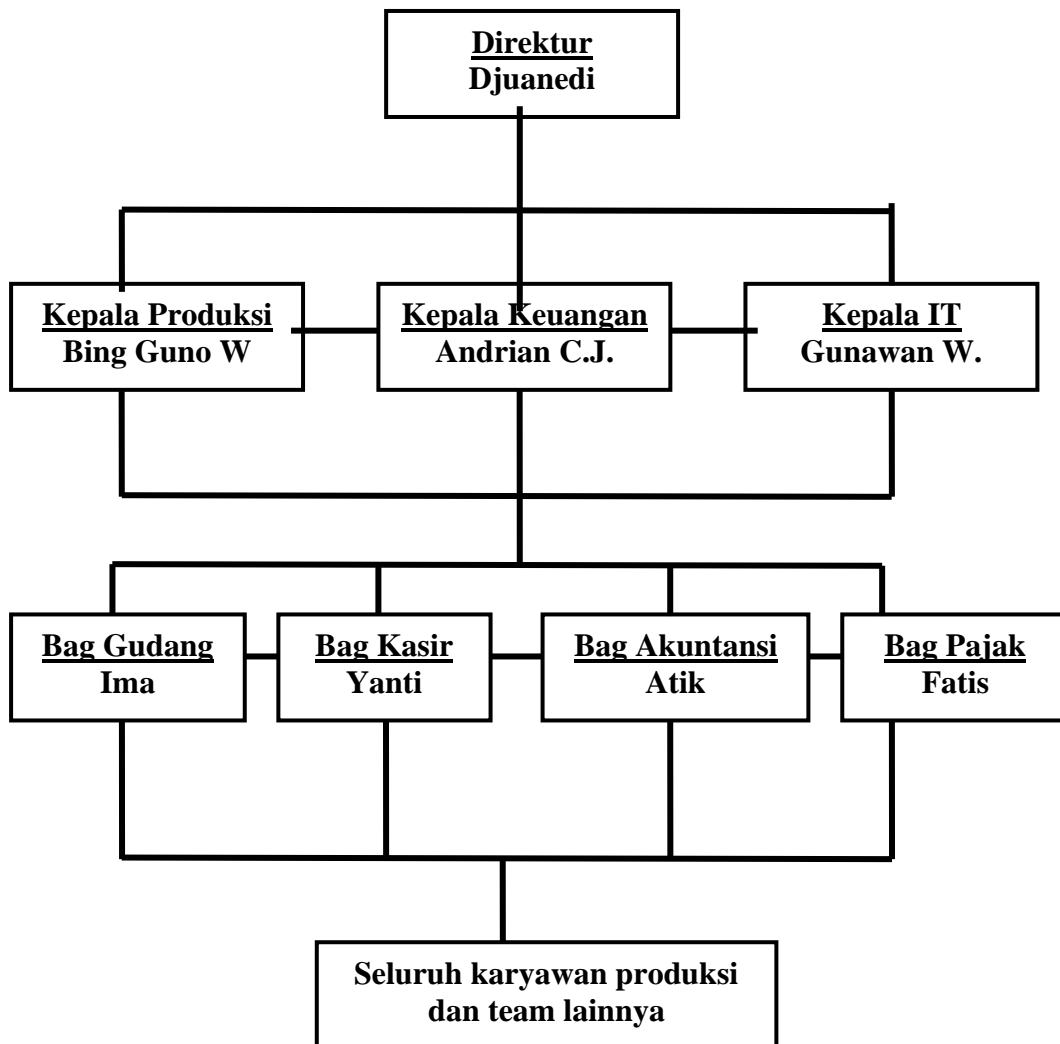 Direktur
Djuanedi
Kepala Produksi
Bing Guno W
Kepala Keuangan
Andrian C.J.
Kepala IT
Gunawan W.
Bag Gudang
Ima
Bag Kasir
Yanti
Bag Akuntansi
Atik
Bag Pajak
Fatis
Seluruh karyawan produksi
dan team lainnya